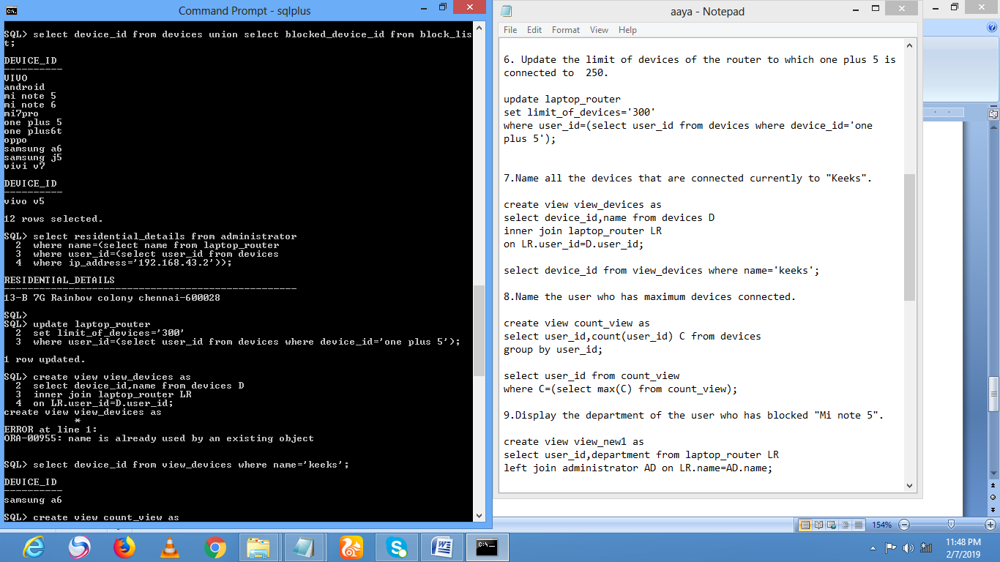 Command Prompt - sqlplus
SQL> select device_id from devices union select blocked_device_id from block_lis
t;
DEVICE_ID
----------
VIVO
android
mi note 5
mi note 6
mi7pro
one plus 5
one plus6t
oppo
samsung a6
samsung j5
vivi v7
DEVICE_ID
----------
vivo v5
12 rows selected.
SQL> select residential_details from administrator
2 where name=(select name from laptop_router
3 where user_id=(select user_id from devices
4 where ip_address='192.168.43.2'));
RESIDENTIAL_DETAILS
--------------------------------------------------
13-B 7G Rainbow colony chennai-600028
SQL>
SQL> update laptop_router
2 set limit_of_devices='300'
3 where user_id=(select user_id from devices where device_id='one plus 5');
1 row updated.
SQL> create view view_devices as
2 select device_id,name from devices D
3 inner join laptop_router LR
4 on LR.user_id=D.user_id;
create view view_devices as
*
ERROR at line 1:
ORA-00955: name is already used by an existing object
SQL> select device_id from view_devices where name='keeks';
DEVICE_ID
----------
samsung a6
SQL> create view count_view as
aaya - Notepad
File Edit Format View Help
6. Update the limit of devices of the router to which one plus 5 is
connected to  250.
update laptop_router
set limit_of_devices='300'
where user_id=(select user_id from devices where device_id='one
plus 5');
7.Name all the devices that are connected currently to "Keeks".
create view view_devices as
select device_id,name from devices D
inner join laptop_router LR
on LR.user_id=D.user_id;
select device_id from view_devices where name='keeks';
8.Name the user who has maximum devices connected.
create view count_view as
select user_id,count(user_id) C from devices
group by user_id;
select user_id from count_view
where C=(select max(C) from count_view);
9.Display the department of the user who has blocked "Mi note 5".
create view view_new1 as
select user_id,department from laptop_router LR
left join administrator AD on LR.name=AD.name;
154%
11:48 PM
2/7/2019